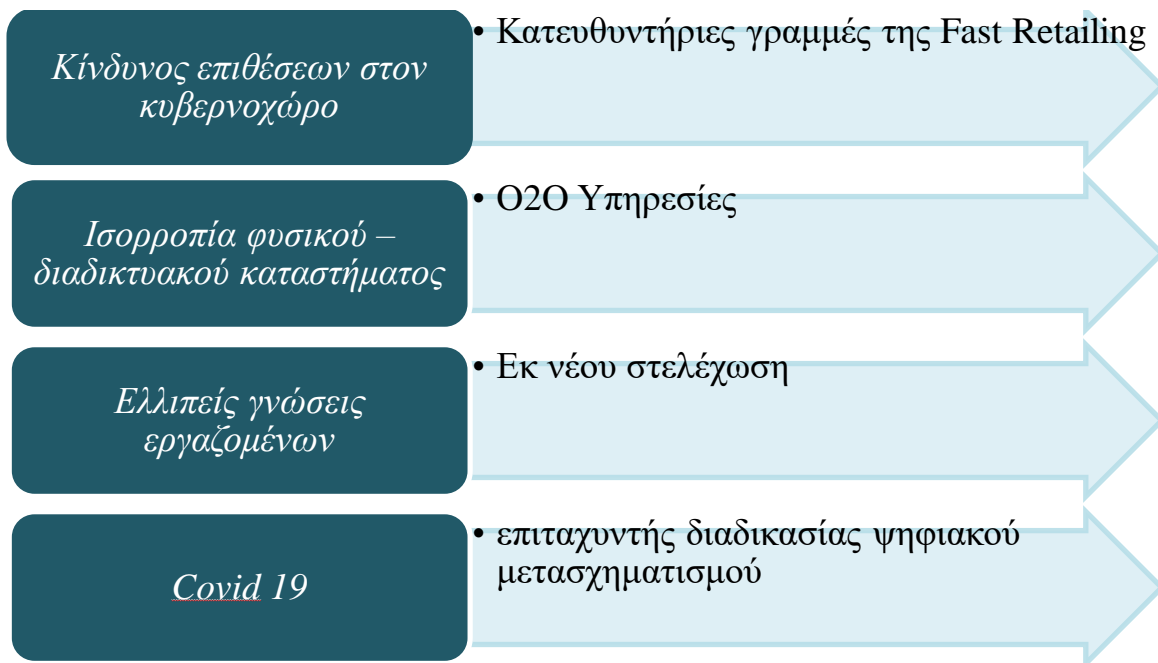 Κίνδυνος επιθέσεων στον
κυβερνοχώρο
• Κατευθυντήριες γραμμές της Fast Retailing
Ισορροπία φυσικού –
διαδικτυακού καταστήματος
• Ο2Ο Υπηρεσίες
Ελλιπείς γνώσεις
εργαζομένων
• Εκ νέου στελέχωση
Covid 19
• επιταχυντής διαδικασίας ψηφιακού
μετασχηματισμού